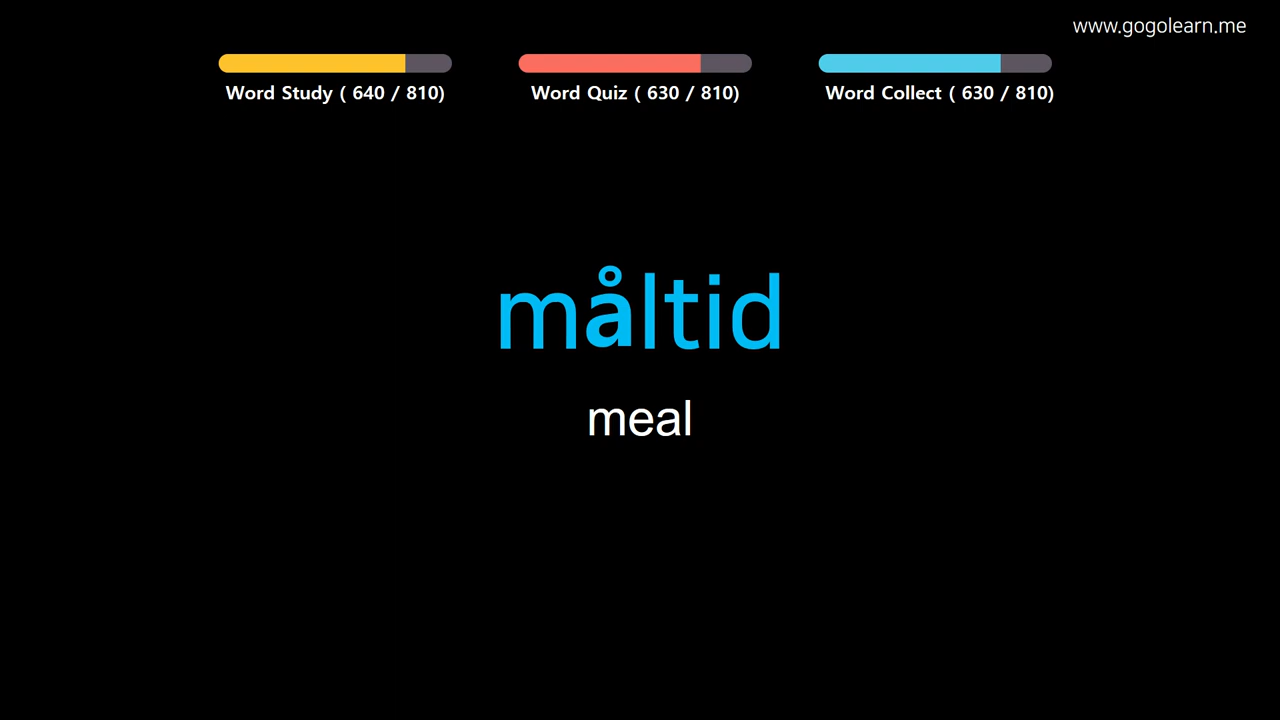 www.gogolearn.me
Word Study ( 640 / 810)
Word Quiz ( 630 / 810)
Word Collect ( 630 / 810)
måltid
meal